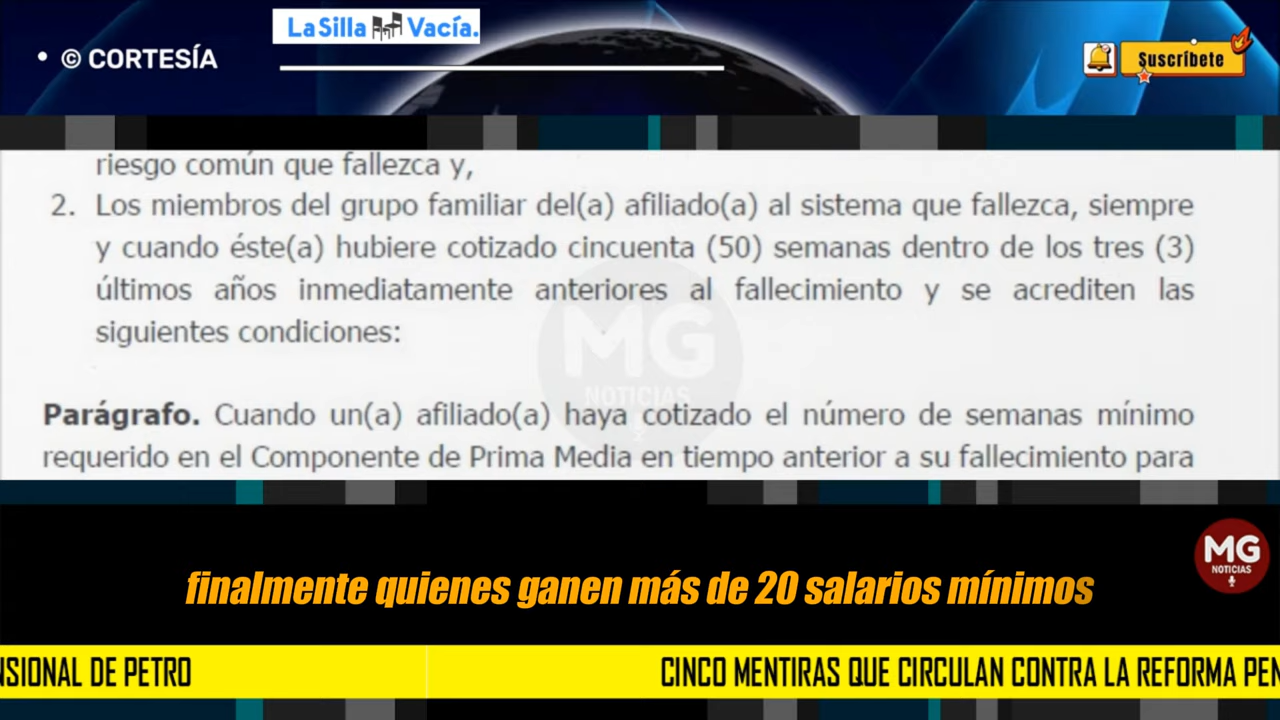 LaSilla Vacía.
• © CORTESÍA
Suscríbete
riesgo común que fallezca y,
2. Los miembros del grupo familiar del(a) afiliado(a) al sistema que fallezca, siempre
y cuando éste(a) hubiere cotizado cincuenta (50) semanas dentro de los tres (3)
últimos años inmediatamente anteriores al fallecimiento y se acrediten las
siguientes condiciones:
MG
NOTICIAS
Parágrafo. Cuando un(a) afiliado(a) haya cotizado el número de semanas mínimo
requerido en el Componente de Prima Media en tiempo anterior a su fallecimiento para
MG
NOTICIAS
finalmente quienes ganen más de 20 salarios mínimos
NSIONAL DE PETRO
CINCO MENTIRAS QUE CIRCULAN CONTRA LA REFORMA PEN